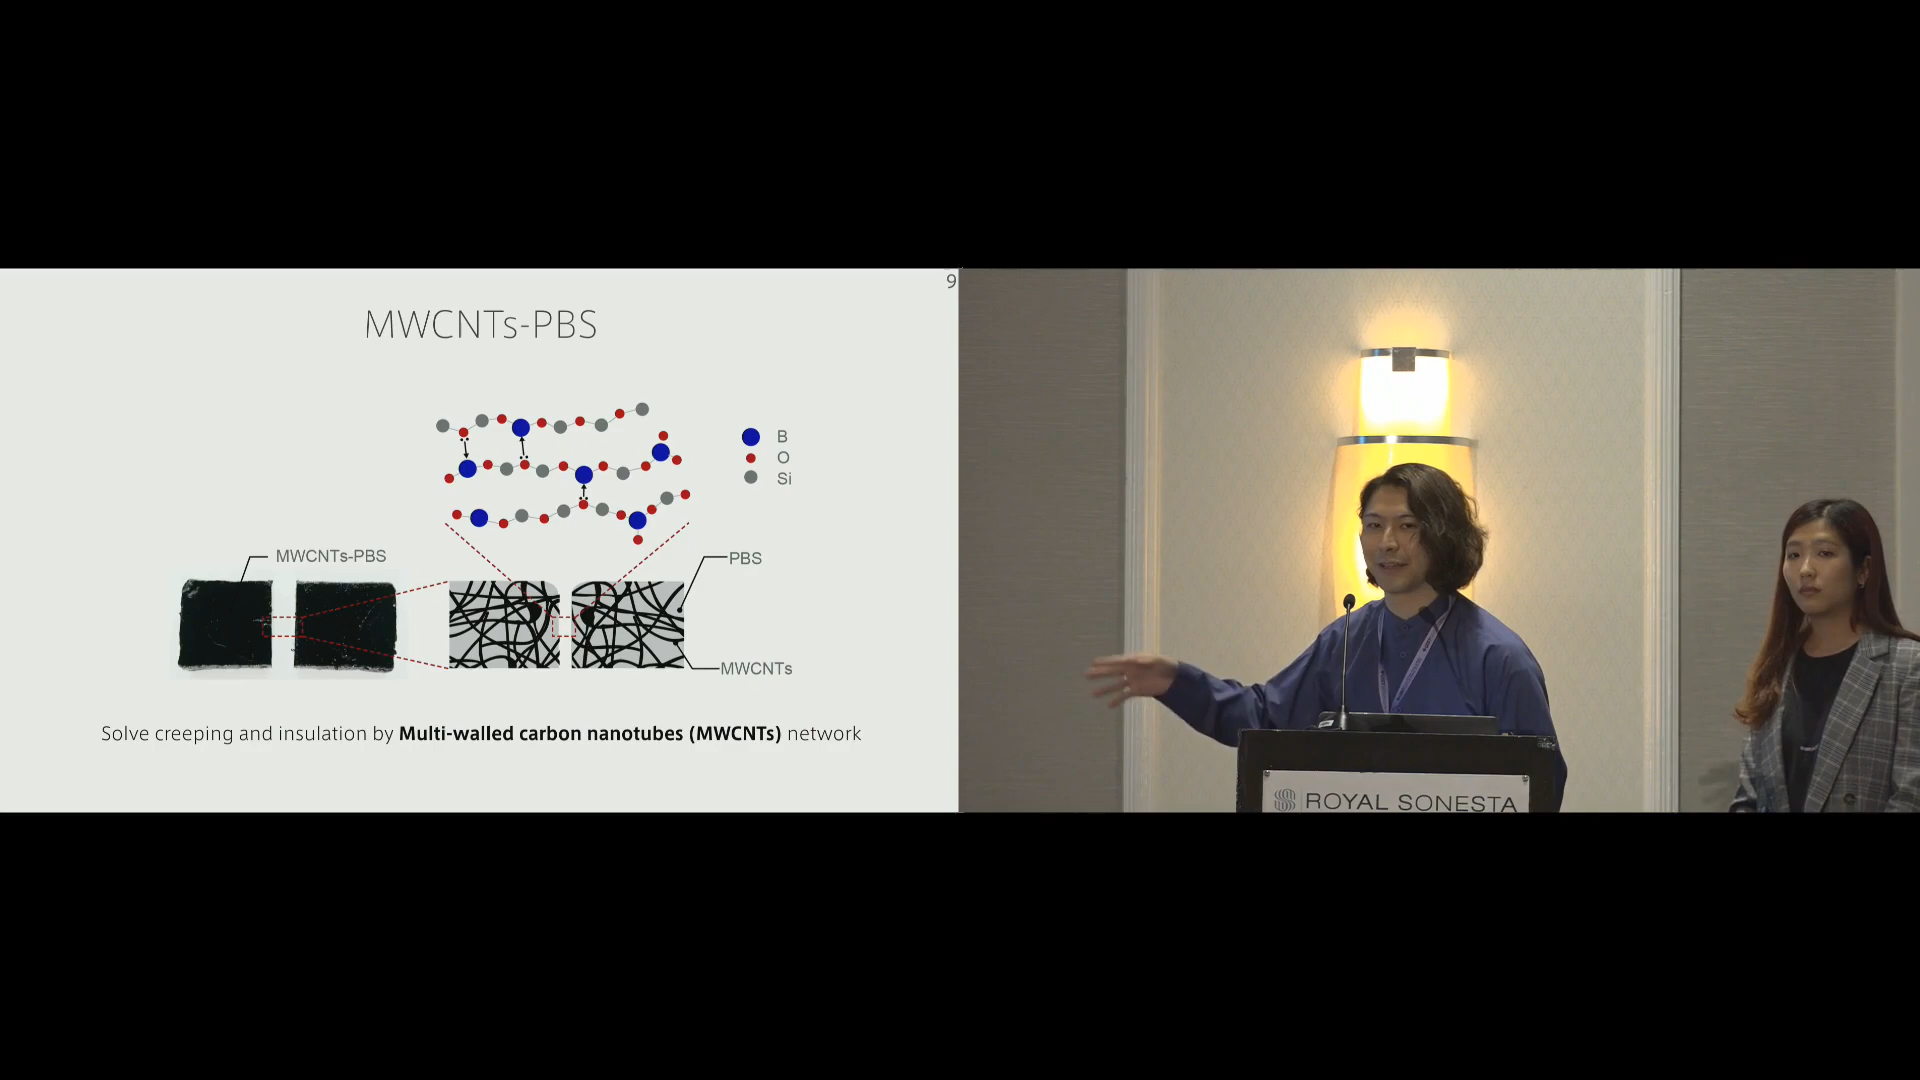 9
MWCNTs-PBS
B
O
Si
MWCNTs-PBS
PBS
MWCNTs
Solve creeping and insulation by Multi-walled carbon nanotubes (MWCNTs) network
ROYAL SONESTA